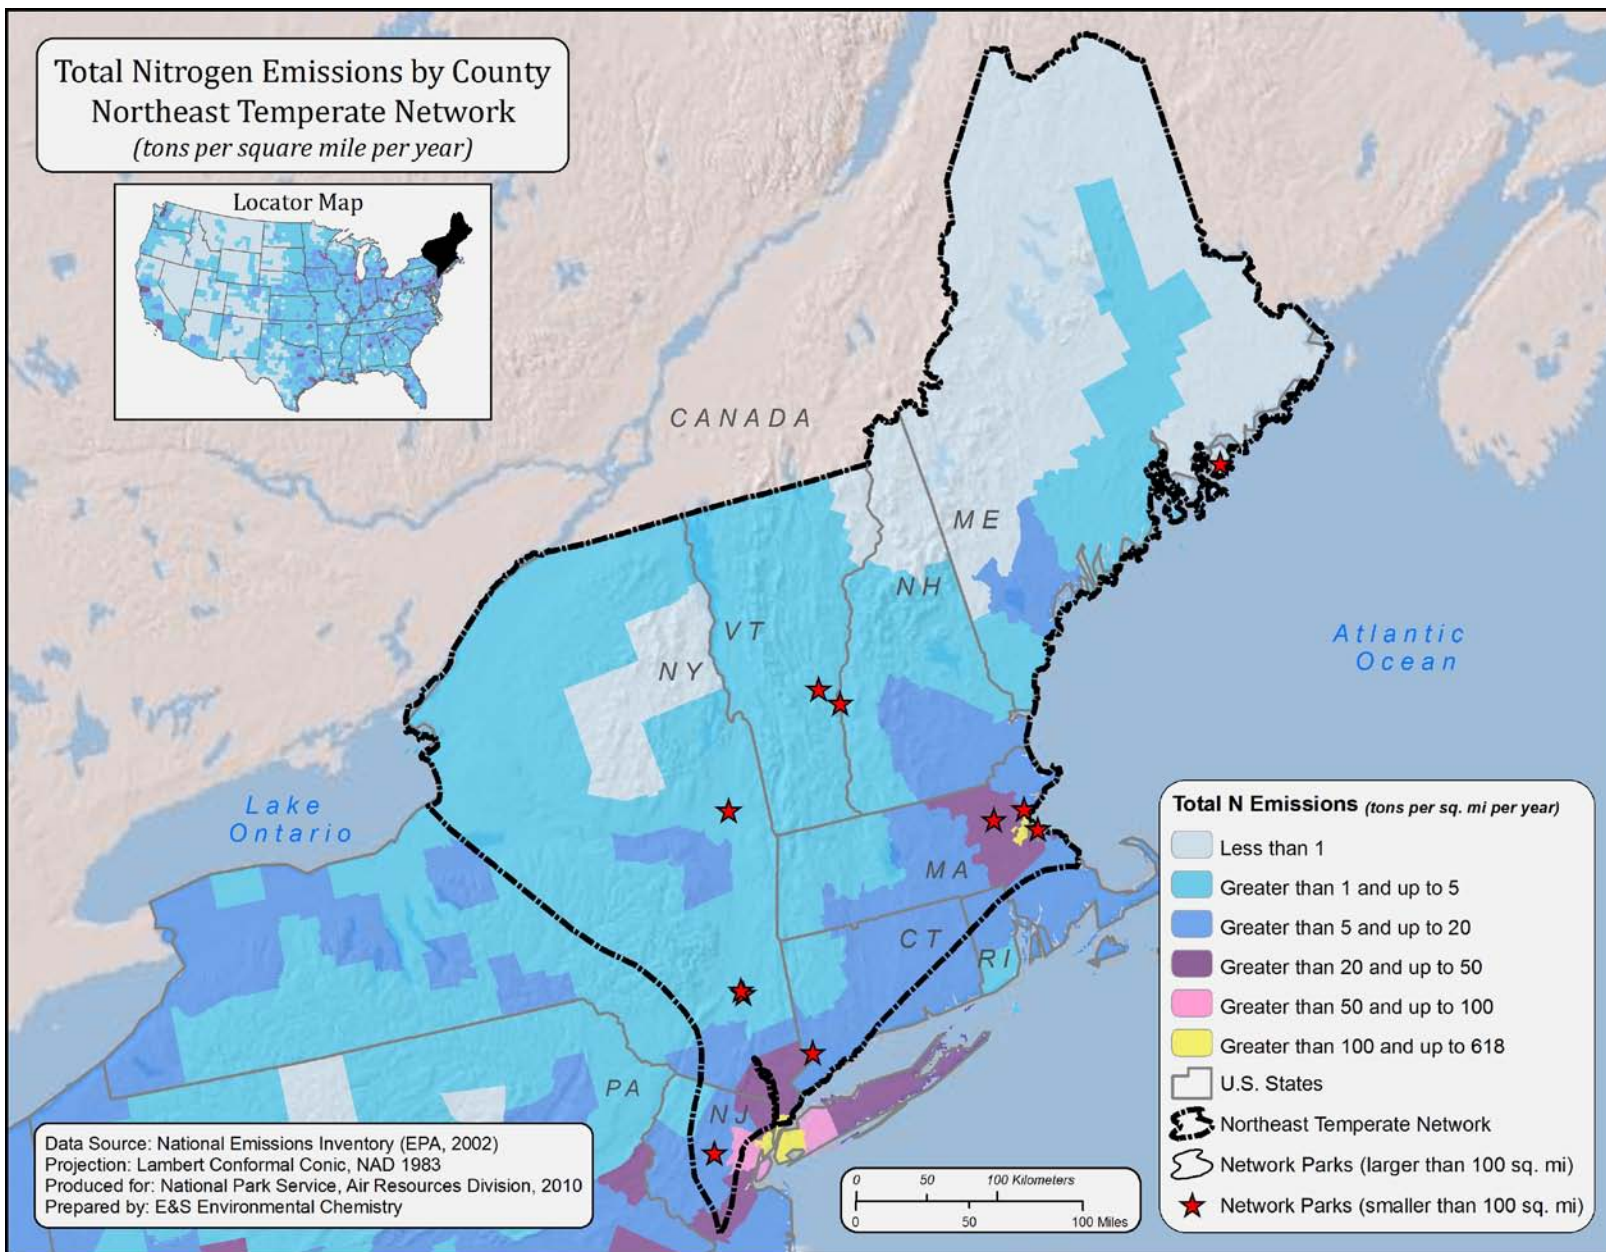 Total Nitrogen Emissions by County
Northeast Temperate Network
(tons per square mile per year)
Locator Map
CANADA
ME
NH
VT
NY
Atlantic
Ocean
Lake
Ontario
MA
CT
RI
PA
NJ
Total N Emissions (tons per sq. mi per year)
Less than 1
Greater than 1 and up to 5
Greater than 5 and up to 20
Greater than 20 and up to 50
Greater than 50 and up to 100
Greater than 100 and up to 618
U.S. States
Northeast Temperate Network
Network Parks (larger than 100 sq. mi)
Network Parks (smaller than 100 sq. mi)
Data Source: National Emissions Inventory (EPA, 2002)
Projection: Lambert Conformal Conic, NAD 1983
Produced for: National Park Service, Air Resources Division, 2010
Prepared by: E&S Environmental Chemistry
0 50 100 Kilometers
0 50 100 Miles